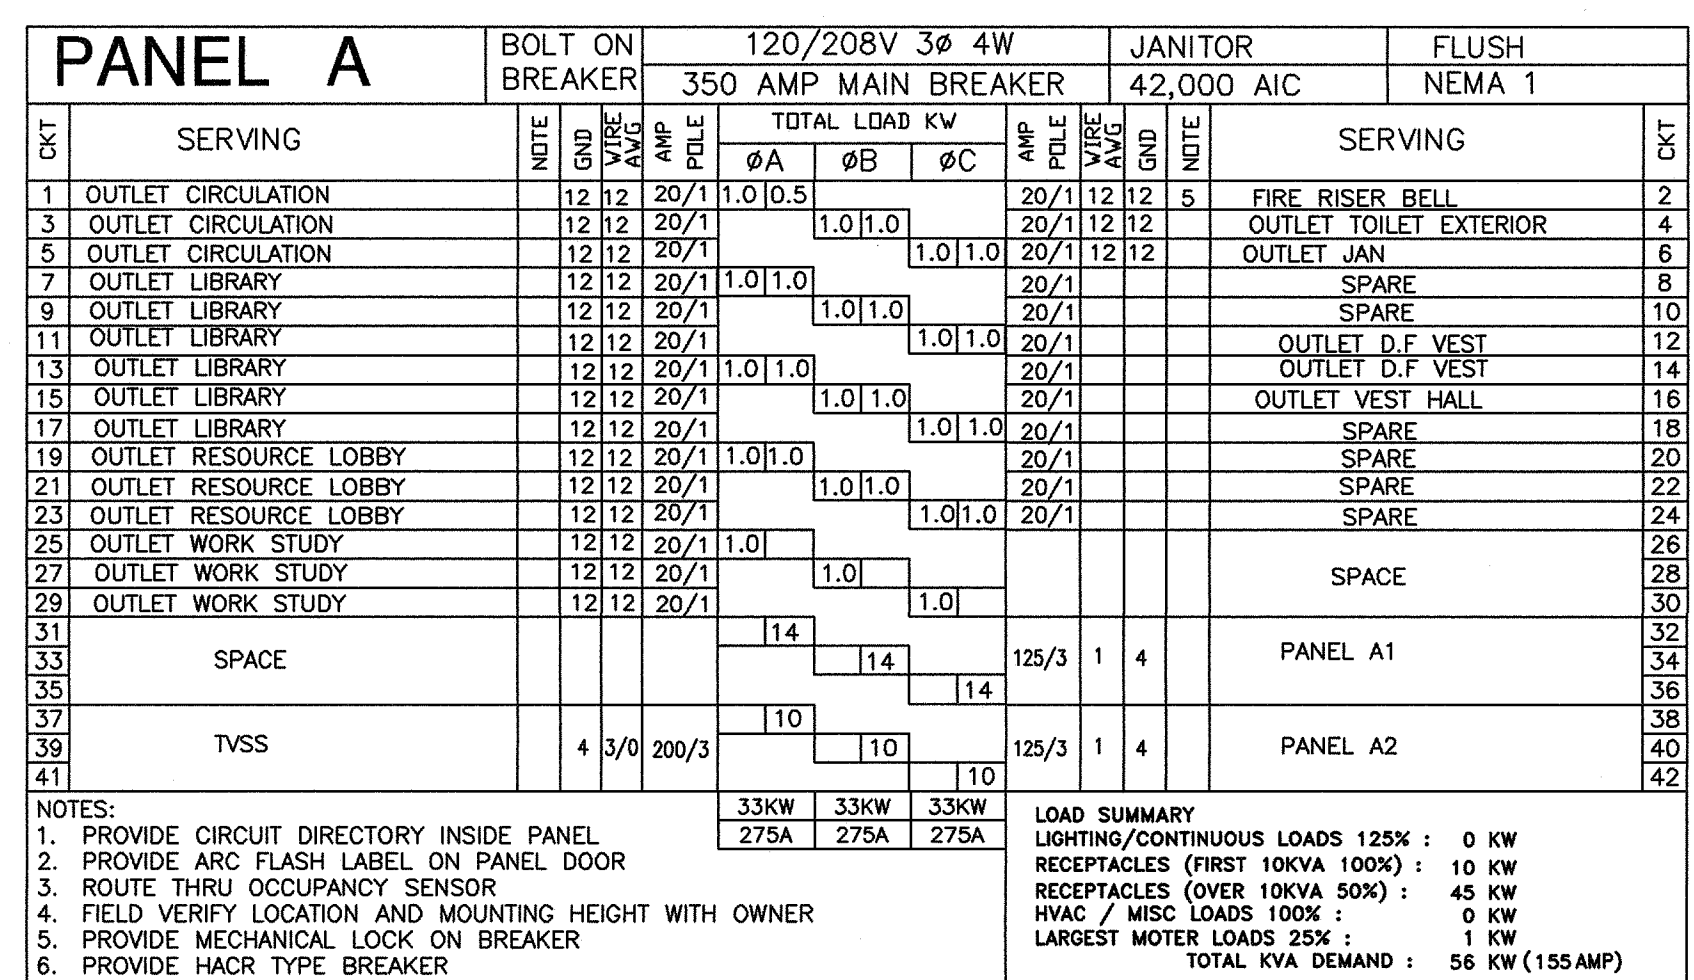 PANEL A BOLT ON BREAKER 120/208V 3ø 4W JANITOR FLUSH
350 AMP MAIN BREAKER 42,000 AIC NEMA 1
CKT SERVING NOTE GND WIRE AWG AMP POLE TOTAL LOAD KW AMP POLE WIRE AWG GND NOTE SERVING CKT
øA øB øC
1 OUTLET CIRCULATION 12 12 20/1 1.0 0.5 20/1 12 12 5 FIRE RISER BELL 2
3 OUTLET CIRCULATION 12 12 20/1 1.0 1.0 20/1 12 12 OUTLET TOILET EXTERIOR 4
5 OUTLET CIRCULATION 12 12 20/1 1.0 1.0 20/1 12 12 OUTLET JAN 6
7 OUTLET LIBRARY 12 12 20/1 1.0 1.0 20/1 SPARE 8
9 OUTLET LIBRARY 12 12 20/1 1.0 1.0 20/1 SPARE 10
11 OUTLET LIBRARY 12 12 20/1 1.0 1.0 20/1 OUTLET D.F VEST 12
13 OUTLET LIBRARY 12 12 20/1 1.0 1.0 20/1 OUTLET D.F VEST 14
15 OUTLET LIBRARY 12 12 20/1 1.0 1.0 20/1 OUTLET VEST HALL 16
17 OUTLET LIBRARY 12 12 20/1 1.0 1.0 20/1 SPARE 18
19 OUTLET RESOURCE LOBBY 12 12 20/1 1.0 1.0 20/1 SPARE 20
21 OUTLET RESOURCE LOBBY 12 12 20/1 1.0 1.0 20/1 SPARE 22
23 OUTLET RESOURCE LOBBY 12 12 20/1 1.0 1.0 20/1 SPARE 24
25 OUTLET WORK STUDY 12 12 20/1 1.0 26
27 OUTLET WORK STUDY 12 12 20/1 1.0 SPACE 28
29 OUTLET WORK STUDY 12 12 20/1 1.0 30
31 14 32
33 SPACE 14 125/3 1 4 PANEL A1 34
35 14 36
37 10 38
39 TVSS 4 3/0 200/3 10 125/3 1 4 PANEL A2 40
41 10 42
33KW 33KW 33KW
275A 275A 275A
NOTES:
1. PROVIDE CIRCUIT DIRECTORY INSIDE PANEL
2. PROVIDE ARC FLASH LABEL ON PANEL DOOR
3. ROUTE THRU OCCUPANCY SENSOR
4. FIELD VERIFY LOCATION AND MOUNTING HEIGHT WITH OWNER
5. PROVIDE MECHANICAL LOCK ON BREAKER
6. PROVIDE HACR TYPE BREAKER
LOAD SUMMARY
LIGHTING/CONTINUOUS LOADS 125% : 0 KW
RECEPTACLES (FIRST 10KVA 100%) : 10 KW
RECEPTACLES (OVER 10KVA 50%) : 45 KW
HVAC / MISC LOADS 100% : 0 KW
LARGEST MOTER LOADS 25% : 1 KW
TOTAL KVA DEMAND : 56 KW (155 AMP)